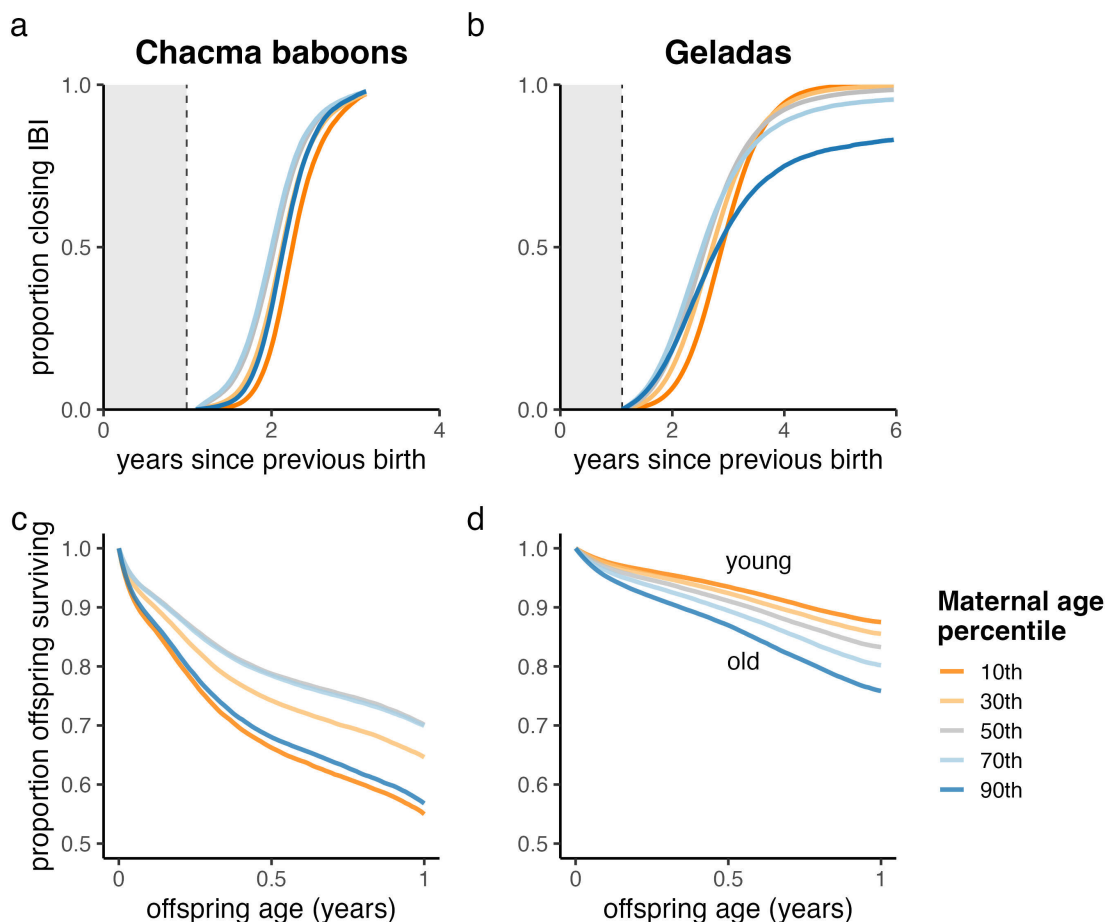 a
Chacma baboons
proportion closing IBI
1.0
0.5
0.0
0
2
4
years since previous birth
b
Geladas
1.0
0.5
0.0
0
2
4
6
years since previous birth
c
proportion offspring surviving
1.0
0.9
0.8
0.7
0.6
0.5
0
0.5
1
offspring age (years)
d
1.0
0.9
0.8
0.7
0.6
0.5
young
old
0
0.5
1
offspring age (years)
Maternal age
percentile
10th
30th
50th
70th
90th